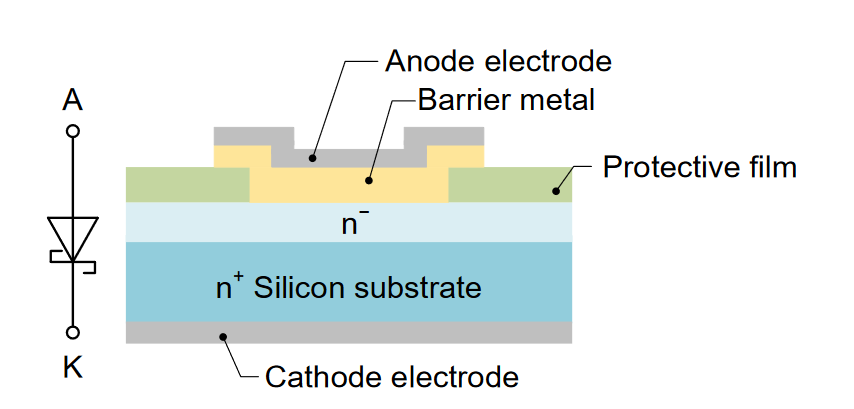 Anode electrode
A
Barrier metal
Protective film
n⁻
n⁺ Silicon substrate
K
Cathode electrode